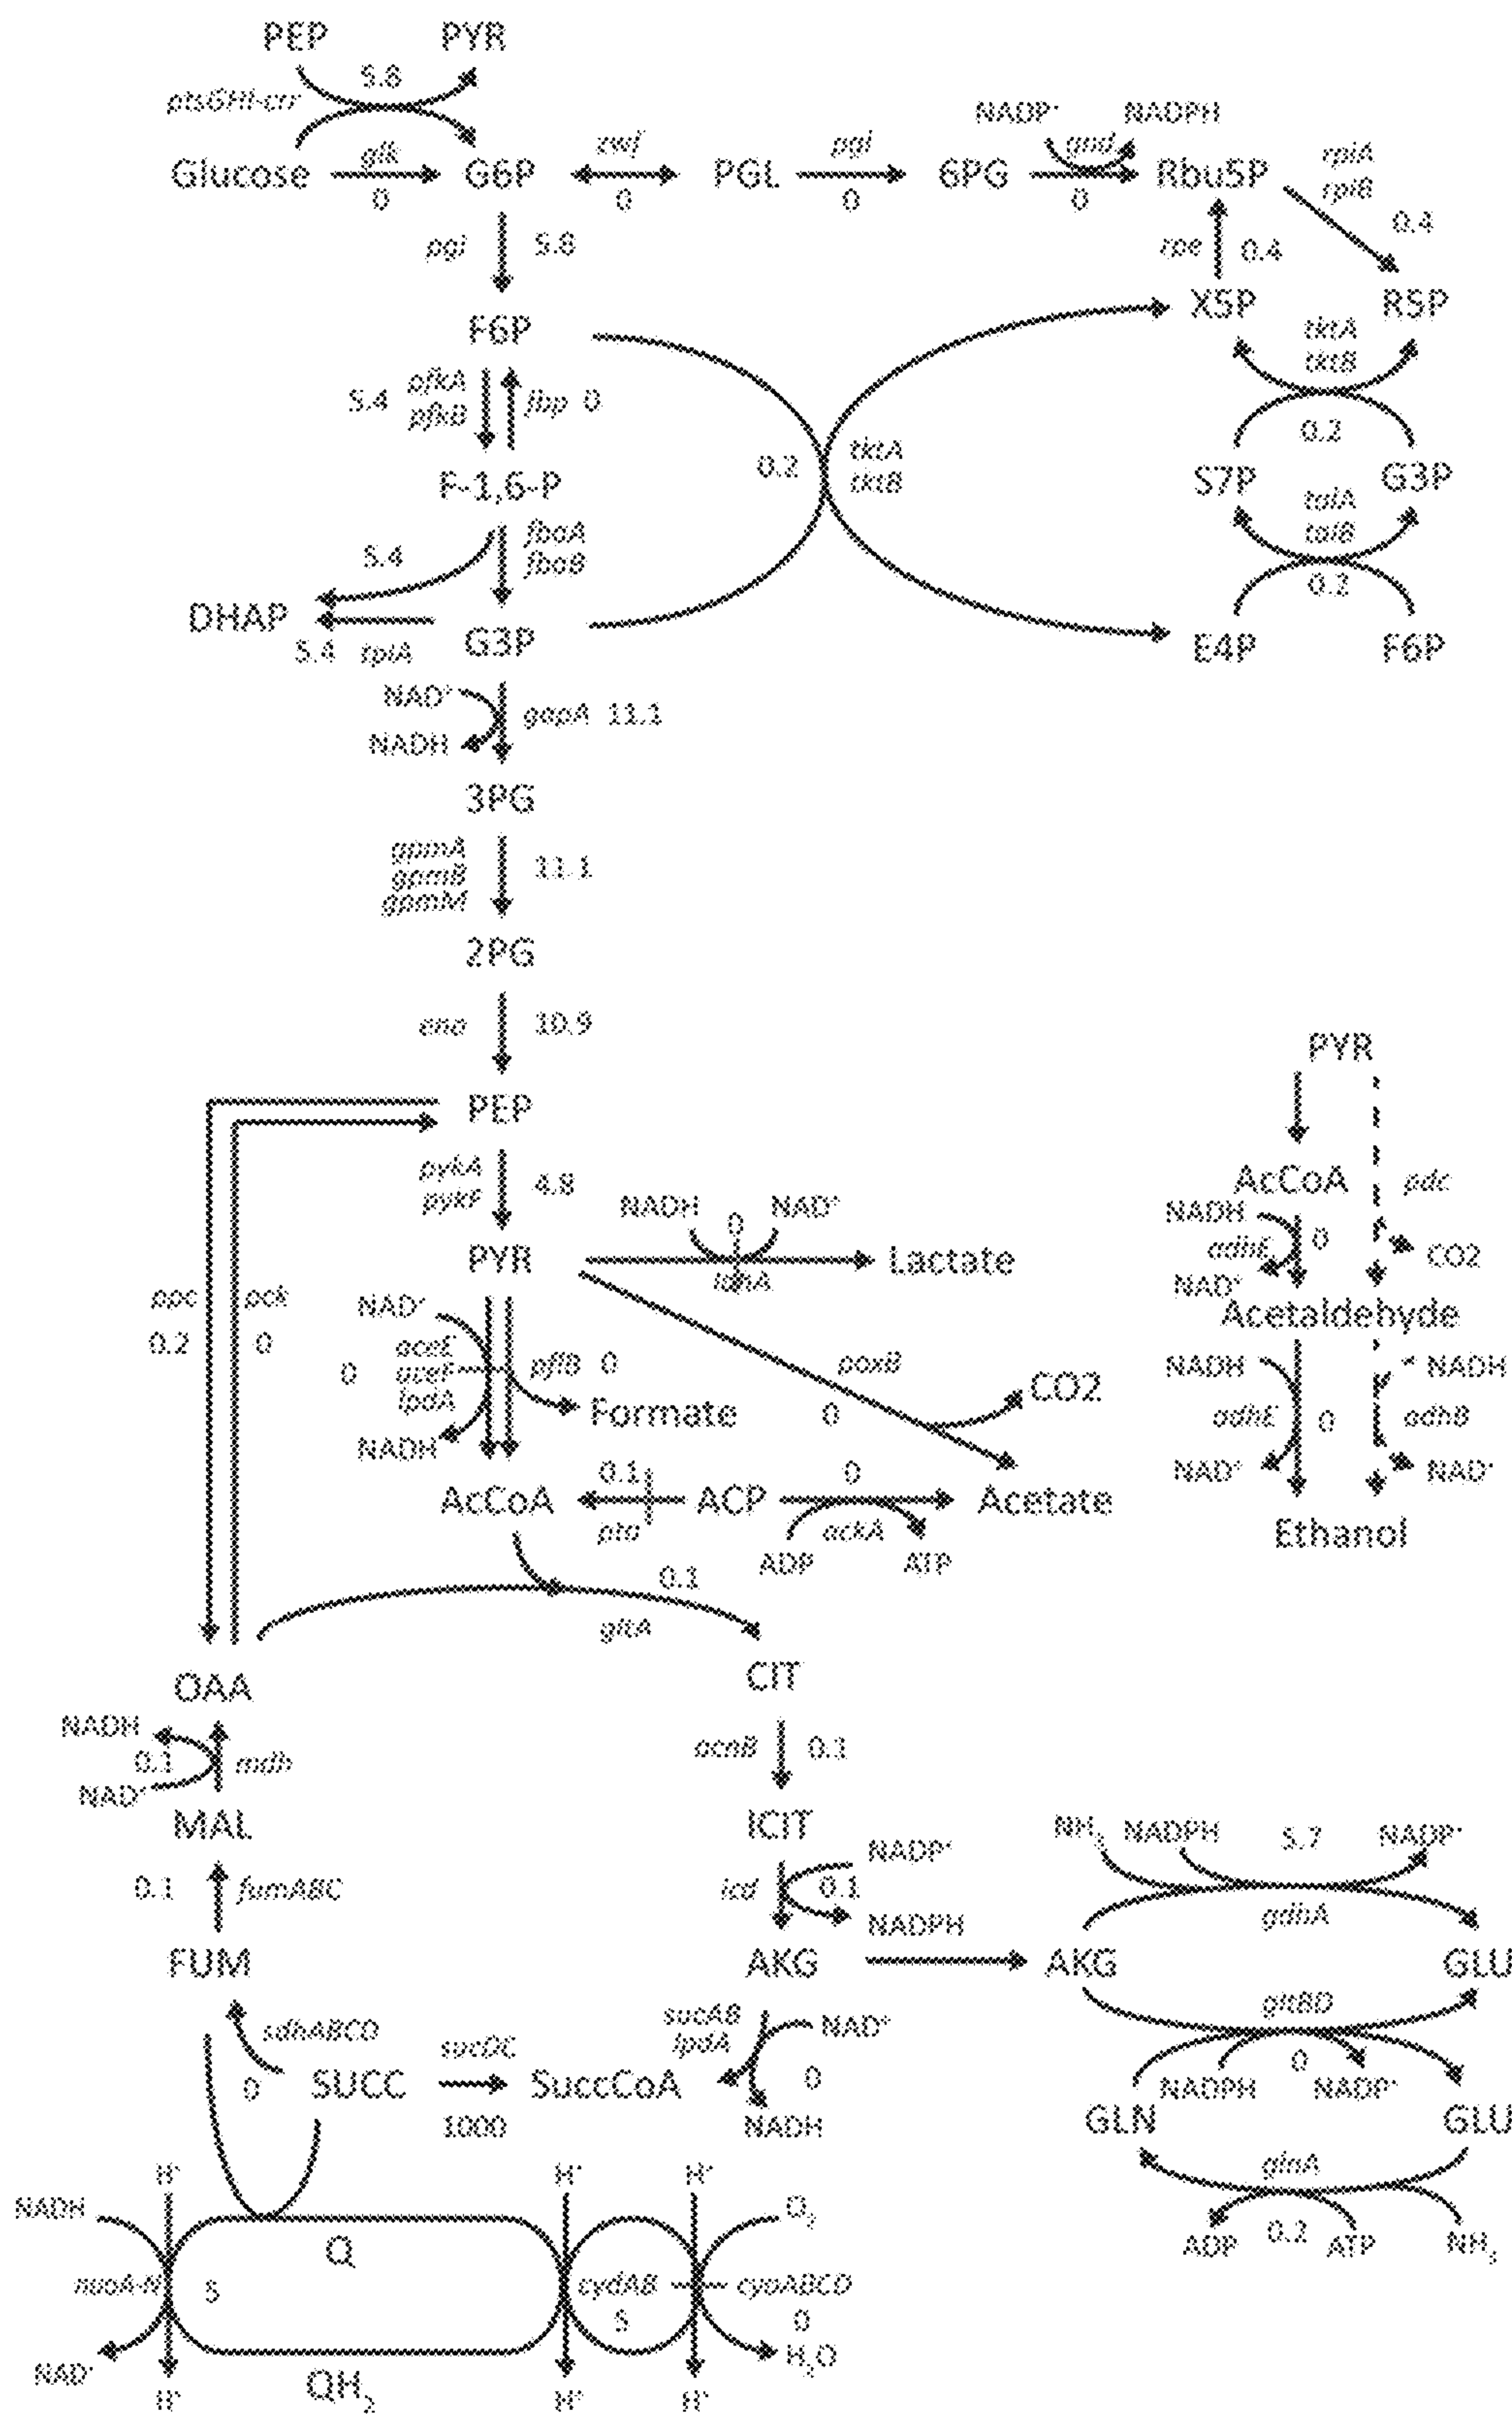 PEP PYR
5.8
ptsGHI-crr
NADP⁺ NADPH
glk zwf pgl gnd
Glucose G6P PGL 6PG Rbu5P
0 0 0 0
rpiA
rpiB
0.4
pgi 5.8
rpe 0.4
F6P
X5P R5P
tktA
tktB
5.4 pfkA
pfkB
fbp 0
0.2
0.2 tktA
tktB
F-1,6-P
S7P G3P
talA
talB
0.2
5.4 fbaA
fbaB
DHAP G3P
5.4 tpiA
E4P F6P
NAD⁺
gapA 11.1
NADH
3PG
gpmA
gpmB
gpmM
11.1
2PG
eno 10.9
PEP
pykA
pykF
4.8
PYR
NADH 0 NAD⁺
ldhA
Lactate
ppc pck
0.2 0
NAD⁺
aceE
aceF
lpdA
0
NADH
pflB 0
Formate
poxB
0
CO2
AcCoA 0.1 ACP 0 Acetate
pta ackA
ADP ATP
PYR
AcCoA pdc
NADH
adhE 0
NAD⁺
CO2
Acetaldehyde
NADH NADH
adhE 0 adhB
NAD⁺ NAD⁺
Ethanol
0.1
gltA
OAA CIT
NADH
0.1 mdh
NAD⁺
acnB 0.1
MAL ICIT
NADP⁺
icd 0.1
NADPH
0.1 fumABC
FUM AKG AKG GLU
NH₃ NADPH 5.7 NADP⁺
gdhA
gltBD
0
NADPH NADP⁺
GLN GLU
glnA
ADP 0.2 ATP NH₃
sdhABCD
0
SUCC sucDC SuccCoA
1000
sucAB
lpdA
NAD⁺
0
NADH
H⁺ H⁺ H⁺
NADH O₂
Q
nuoA-N 5 cydAB cyoABCD
5 0
NAD⁺ H₂O
QH₂
H⁺ H⁺ H⁺